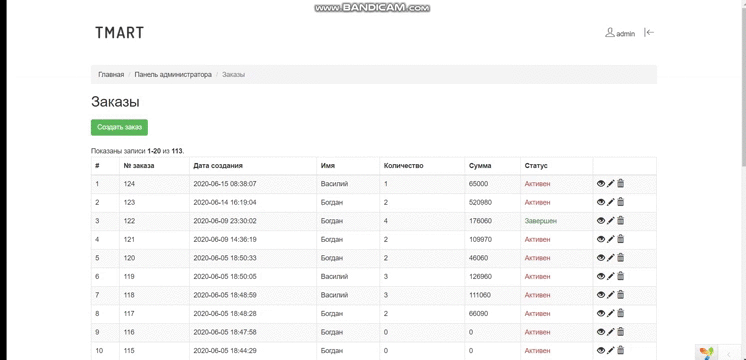 www.BANDICAM.com
TMART
admin
Главная / Панель администратора / Заказы
Заказы
Создать заказ
Показаны записи 1-20 из 113.
# № заказа Дата создания Имя Количество Сумма Статус
1 124 2020-06-15 08:38:07 Василий 1 65000 Активен
2 123 2020-06-14 16:19:04 Богдан 2 520980 Активен
3 122 2020-06-09 23:30:02 Богдан 4 176060 Завершен
4 121 2020-06-09 14:36:19 Богдан 2 109970 Активен
5 120 2020-06-05 18:50:33 Богдан 2 46060 Активен
6 119 2020-06-05 18:50:05 Василий 3 126960 Активен
7 118 2020-06-05 18:48:59 Василий 3 111060 Активен
8 117 2020-06-05 18:48:28 Богдан 2 66090 Активен
9 116 2020-06-05 18:47:58 Богдан 0 0 Активен
10 115 2020-06-05 18:44:29 Богдан 0 0 Активен